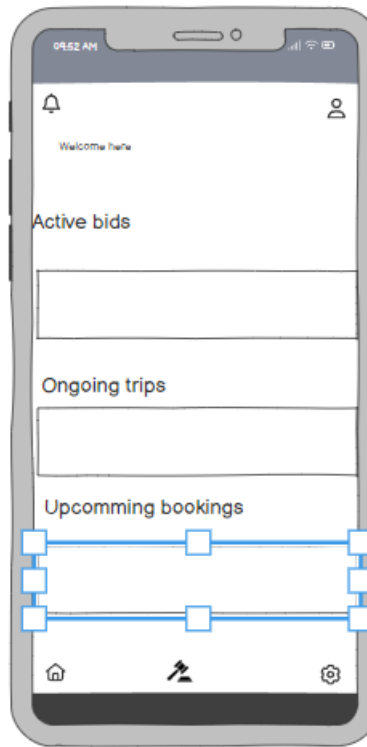 09:52 AM
Welcome here
Active bids
Ongoing trips
Upcomming bookings